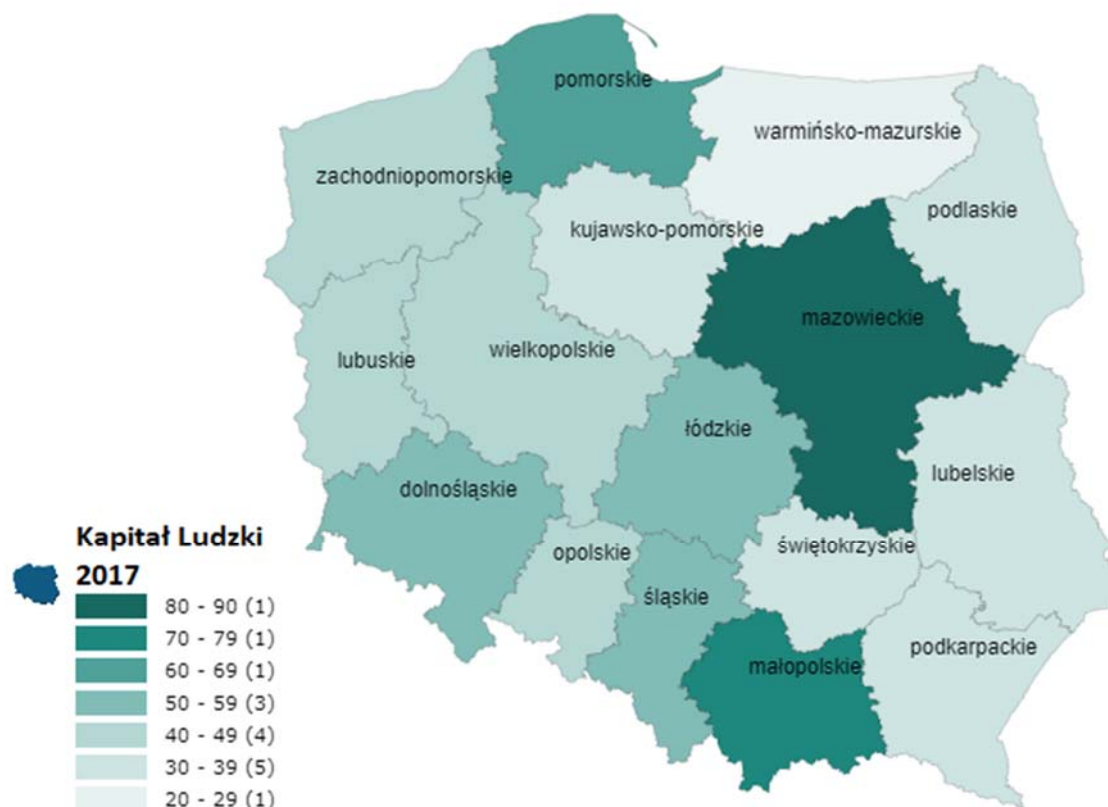 pomorskie
warmińsko-mazurskie
zachodniopomorskie
podlaskie
kujawsko-pomorskie
mazowieckie
wielkopolskie
lubuskie
łódzkie
lubelskie
dolnośląskie
świętokrzyskie
opolskie
śląskie
podkarpackie
małopolskie
Kapitał Ludzki
2017
80 - 90 (1)
70 - 79 (1)
60 - 69 (1)
50 - 59 (3)
40 - 49 (4)
30 - 39 (5)
20 - 29 (1)